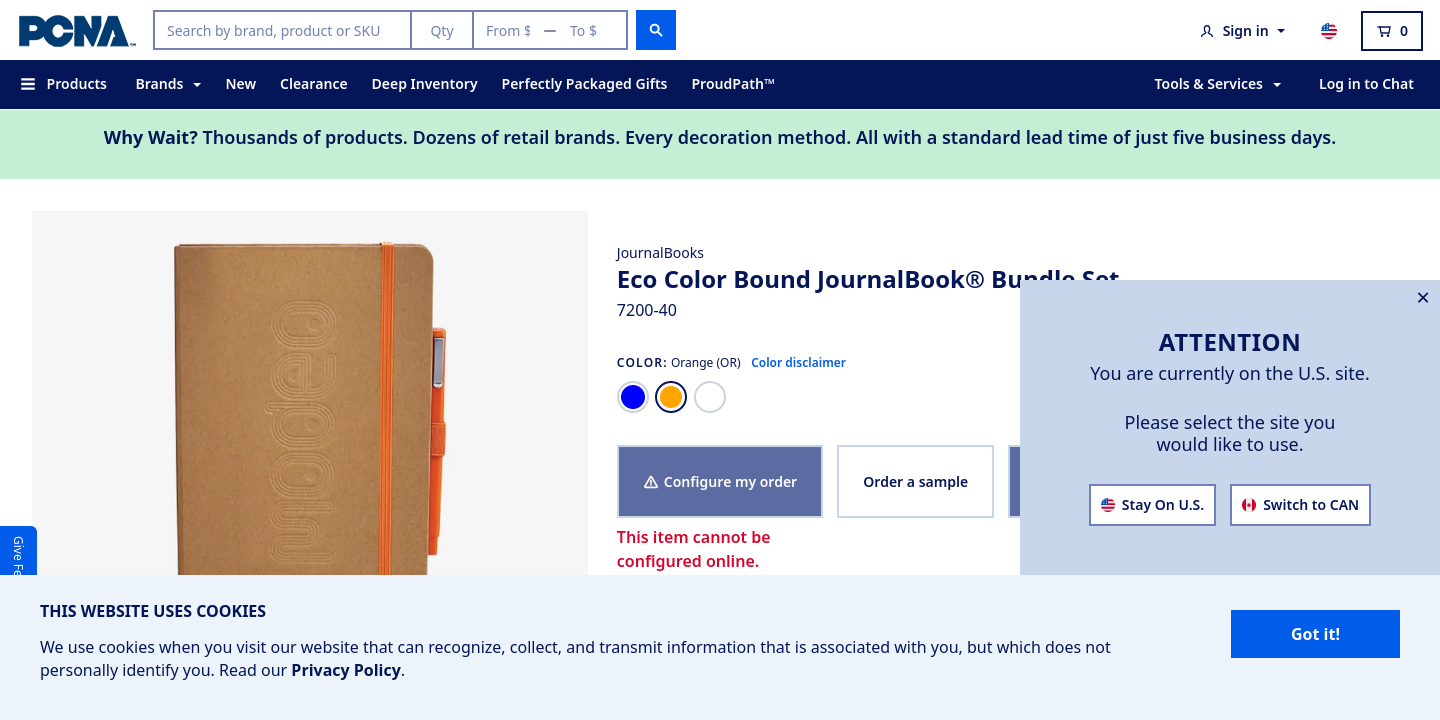 PCNA™
Search by brand, product or SKU
Qty
From $ — To $
Sign in
0
Products
Brands
New
Clearance
Deep Inventory
Perfectly Packaged Gifts
ProudPath™
Tools & Services
Log in to Chat
Why Wait? Thousands of products. Dozens of retail brands. Every decoration method. All with a standard lead time of just five business days.
JournalBooks
Eco Color Bound JournalBook® Bundle Set
7200-40
COLOR: Orange (OR) Color disclaimer
Configure my order
Order a sample
This item cannot be
configured online.
ATTENTION
You are currently on the U.S. site.
Please select the site you
would like to use.
Stay On U.S.
Switch to CAN
Give
THIS WEBSITE USES COOKIES
We use cookies when you visit our website that can recognize, collect, and transmit information that is associated with you, but which does not
personally identify you. Read our Privacy Policy.
Got it!